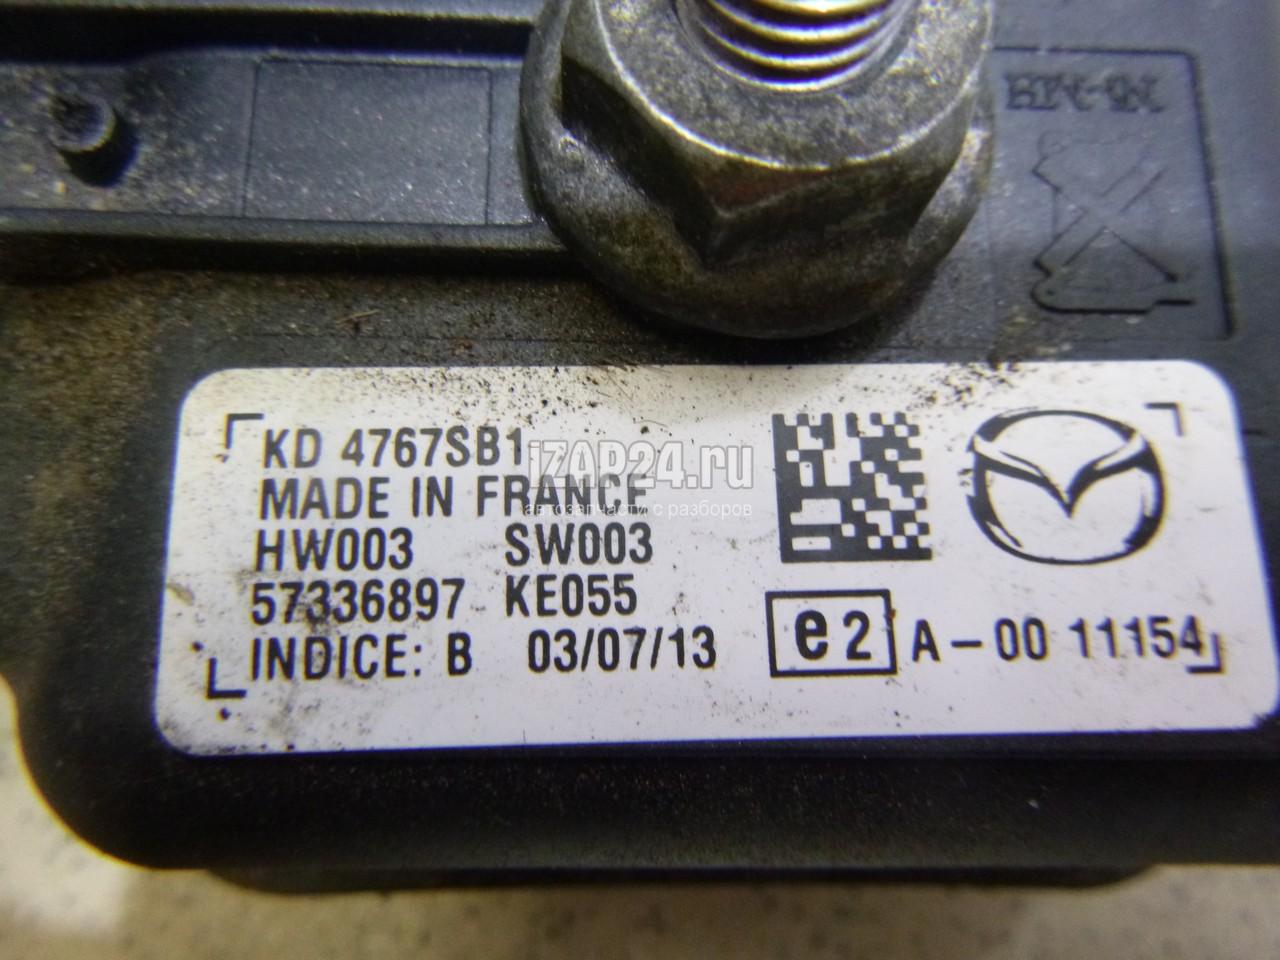 KD 4767SB1
MADE IN FRANCE
HW003 SW003
57336897 KE055
INDICE: B 03/07/13
e2 A-00 11154
iZAP24.ru
автозапчасти с разборов